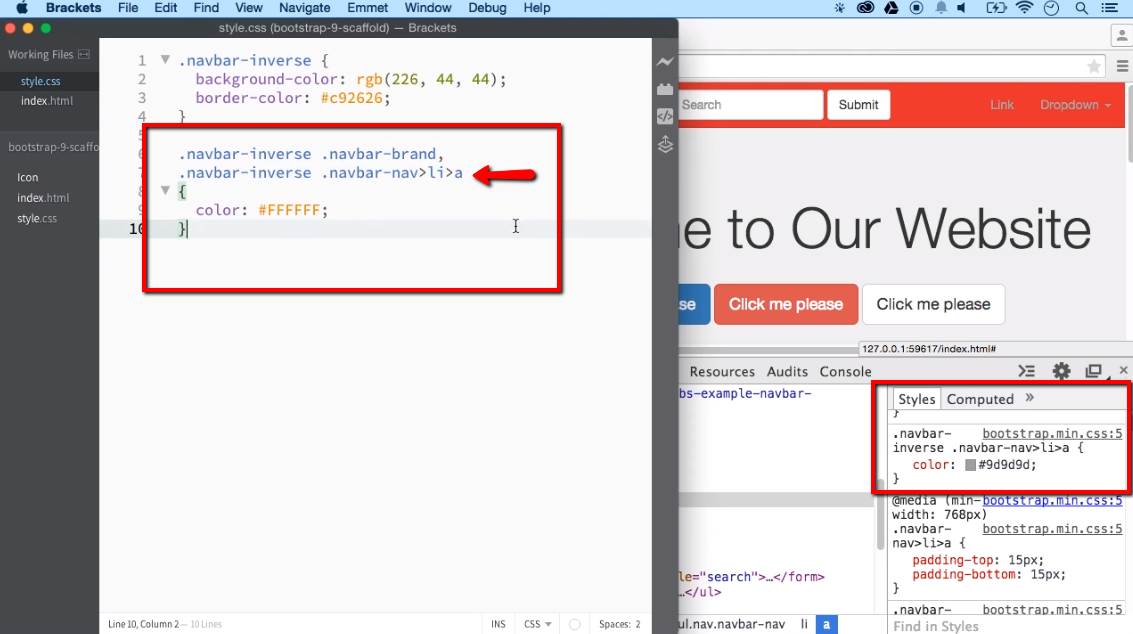 Brackets File Edit Find View Navigate Emmet Window Debug Help
style.css (bootstrap-9-scaffold) — Brackets
Working Files
style.css
index.html
bootstrap-9-scaffo
Icon
index.html
style.css
1 .navbar-inverse {
2 background-color: rgb(226, 44, 44);
3 border-color: #c92626;
4 }
.navbar-inverse .navbar-brand,
.navbar-inverse .navbar-nav>li>a
{
color: #FFFFFF;
10 }
Line 10, Column 2 — 10 Lines
INS CSS Spaces: 2
Search Submit Link Dropdown
e to Our Website
se Click me please Click me please
127.0.0.1:59617/index.html#
Resources Audits Console
bs-example-navbar-
le="search">…</form>
…</ul>
ul.nav.navbar-nav li a
Styles Computed »
}
.navbar- bootstrap.min.css:5
inverse .navbar-nav>li>a {
color: #9d9d9d;
}
@media (min- bootstrap.min.css:5
width: 768px)
.navbar- bootstrap.min.css:5
nav>li>a {
padding-top: 15px;
padding-bottom: 15px;
}
.navbar- bootstrap.min.css:5
Find in Styles